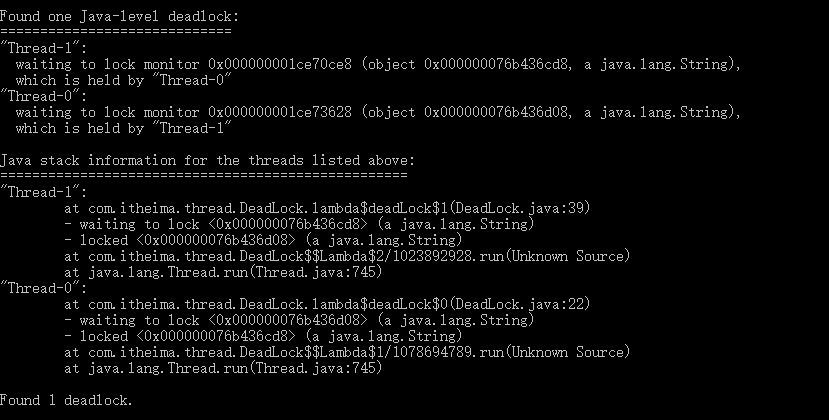 Found one Java-level deadlock:
=============================
"Thread-1":
  waiting to lock monitor 0x000000001ce70ce8 (object 0x000000076b436cd8, a java.lang.String),
  which is held by "Thread-0"
"Thread-0":
  waiting to lock monitor 0x000000001ce73628 (object 0x000000076b436d08, a java.lang.String),
  which is held by "Thread-1"

Java stack information for the threads listed above:
===================================================
"Thread-1":
        at com.itheima.thread.DeadLock.lambda$deadLock$1(DeadLock.java:39)
        - waiting to lock <0x000000076b436cd8> (a java.lang.String)
        - locked <0x000000076b436d08> (a java.lang.String)
        at com.itheima.thread.DeadLock$$Lambda$2/1023892928.run(Unknown Source)
        at java.lang.Thread.run(Thread.java:745)
"Thread-0":
        at com.itheima.thread.DeadLock.lambda$deadLock$0(DeadLock.java:22)
        - waiting to lock <0x000000076b436d08> (a java.lang.String)
        - locked <0x000000076b436cd8> (a java.lang.String)
        at com.itheima.thread.DeadLock$$Lambda$1/1078694789.run(Unknown Source)
        at java.lang.Thread.run(Thread.java:745)

Found 1 deadlock.